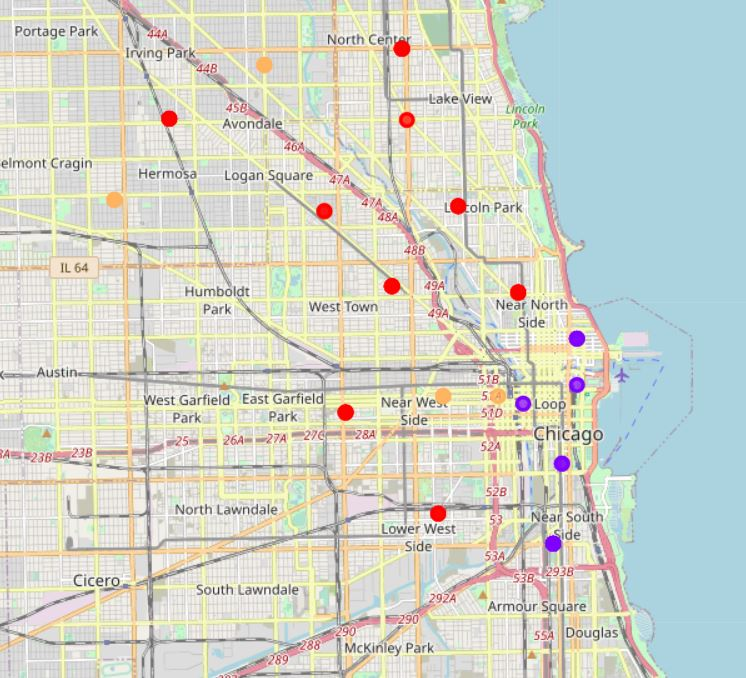 Portage Park
44A
North Center
Irving Park
44B
Lake View
45B
Lincoln
Park
Avondale
46A
elmont Cragin
Hermosa
Logan Square
47A
47A
48A
Lincoln Park
48B
IL 64
49A
Humboldt
Park
West Town
Near North
Side
49A
Austin
51B
West Garfield
Park
East Garfield
Park
Near West
Side
Loop
51D
Chicago
25
26A
27A
27C
28A
23B
23B
52A
52B
North Lawndale
53
Near South
Side
Lower West
Side
53A
53B
293B
Cicero
South Lawndale
292A
Armour Square
290
290
Douglas
55A
288
McKinley Park
289